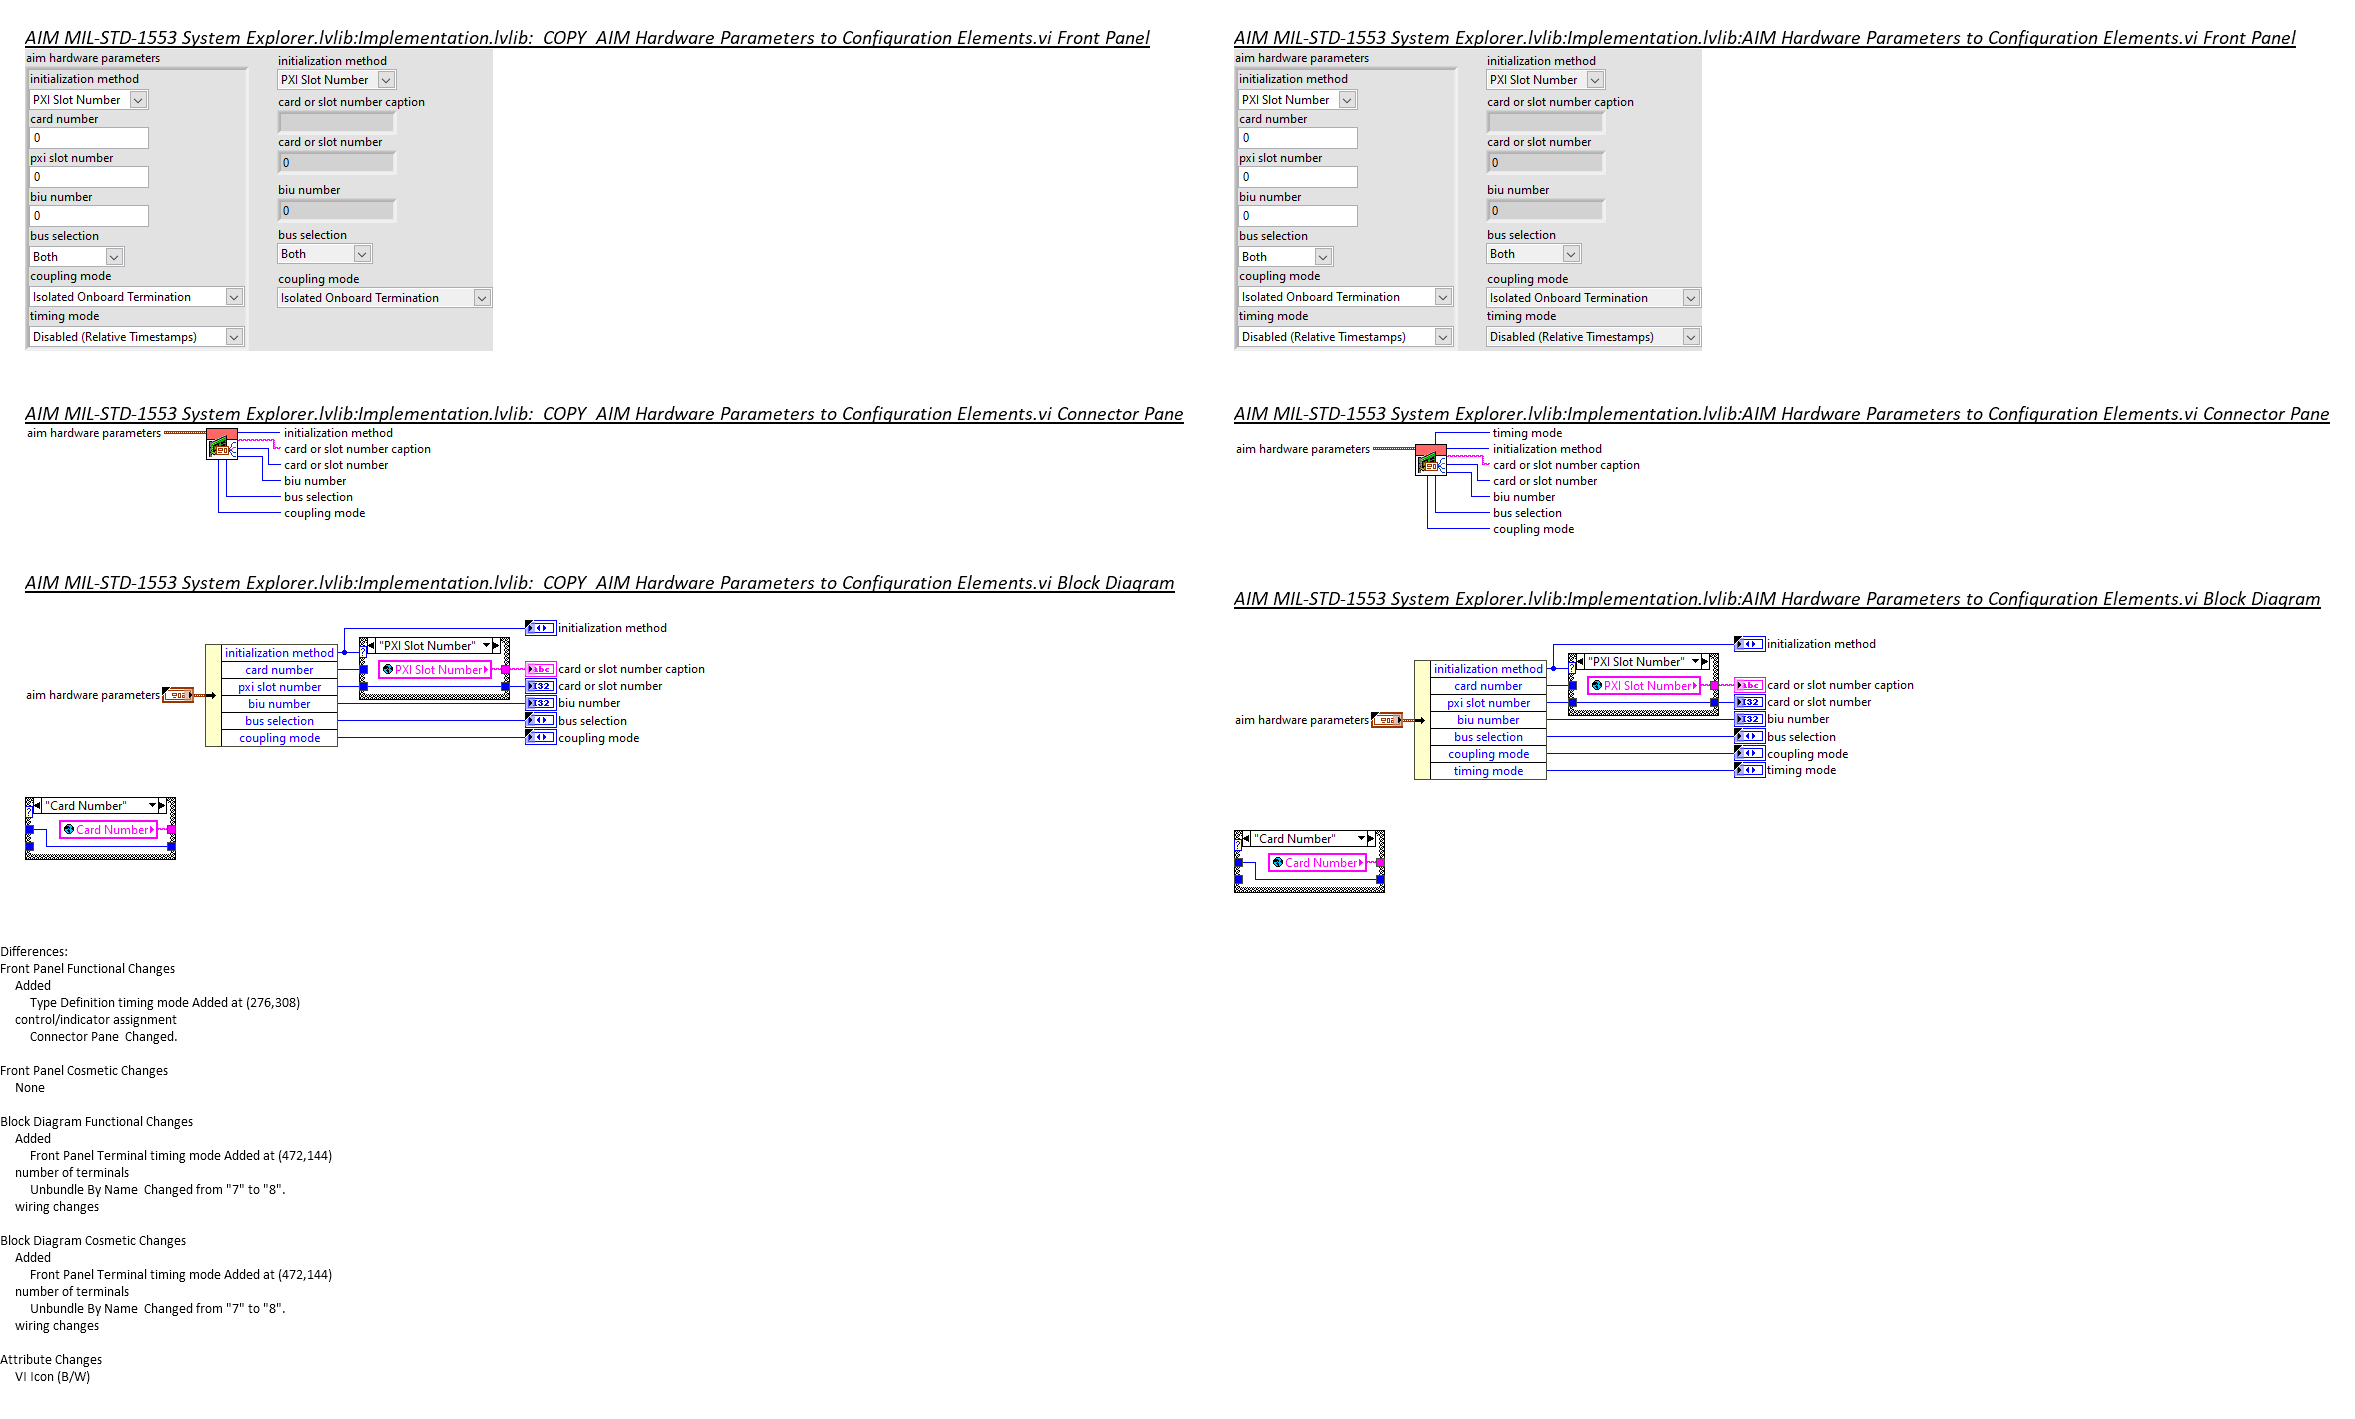 AIM MIL-STD-1553 System Explorer.lvlib:Implementation.lvlib:  COPY  AIM Hardware Parameters to Configuration Elements.vi Front Panel
aim hardware parameters
initialization method
PXI Slot Number
card number
0
pxi slot number
0
biu number
0
bus selection
Both
coupling mode
Isolated Onboard Termination
timing mode
Disabled (Relative Timestamps)
initialization method
PXI Slot Number
card or slot number caption
card or slot number
0
biu number
0
bus selection
Both
coupling mode
Isolated Onboard Termination
AIM MIL-STD-1553 System Explorer.lvlib:Implementation.lvlib:AIM Hardware Parameters to Configuration Elements.vi Front Panel
aim hardware parameters
initialization method
PXI Slot Number
card number
0
pxi slot number
0
biu number
0
bus selection
Both
coupling mode
Isolated Onboard Termination
timing mode
Disabled (Relative Timestamps)
initialization method
PXI Slot Number
card or slot number caption
card or slot number
0
biu number
0
bus selection
Both
coupling mode
Isolated Onboard Termination
timing mode
Disabled (Relative Timestamps)
AIM MIL-STD-1553 System Explorer.lvlib:Implementation.lvlib:  COPY  AIM Hardware Parameters to Configuration Elements.vi Connector Pane
aim hardware parameters
initialization method
card or slot number caption
card or slot number
biu number
bus selection
coupling mode
AIM MIL-STD-1553 System Explorer.lvlib:Implementation.lvlib:AIM Hardware Parameters to Configuration Elements.vi Connector Pane
aim hardware parameters
timing mode
initialization method
card or slot number caption
card or slot number
biu number
bus selection
coupling mode
AIM MIL-STD-1553 System Explorer.lvlib:Implementation.lvlib:  COPY  AIM Hardware Parameters to Configuration Elements.vi Block Diagram
aim hardware parameters
initialization method
card number
pxi slot number
biu number
bus selection
coupling mode
?
"PXI Slot Number"
PXI Slot Number
initialization method
abc card or slot number caption
I32 card or slot number
I32 biu number
bus selection
coupling mode
?
"Card Number"
Card Number
AIM MIL-STD-1553 System Explorer.lvlib:Implementation.lvlib:AIM Hardware Parameters to Configuration Elements.vi Block Diagram
aim hardware parameters
initialization method
card number
pxi slot number
biu number
bus selection
coupling mode
timing mode
?
"PXI Slot Number"
PXI Slot Number
initialization method
abc card or slot number caption
I32 card or slot number
I32 biu number
bus selection
coupling mode
timing mode
?
"Card Number"
Card Number
Differences:
Front Panel Functional Changes
Added
Type Definition timing mode Added at (276,308)
control/indicator assignment
Connector Pane  Changed.
Front Panel Cosmetic Changes
None
Block Diagram Functional Changes
Added
Front Panel Terminal timing mode Added at (472,144)
number of terminals
Unbundle By Name  Changed from "7" to "8".
wiring changes
Block Diagram Cosmetic Changes
Added
Front Panel Terminal timing mode Added at (472,144)
number of terminals
Unbundle By Name  Changed from "7" to "8".
wiring changes
Attribute Changes
VI Icon (B/W)